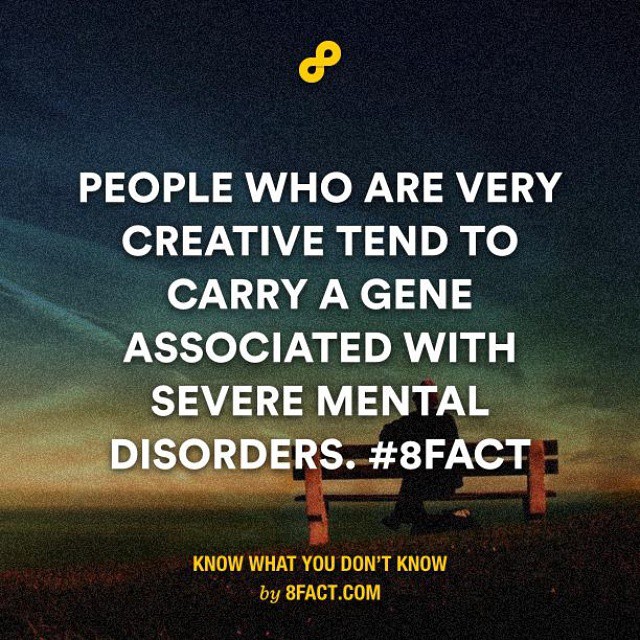 PEOPLE WHO ARE VERY
CREATIVE TEND TO
CARRY A GENE
ASSOCIATED WITH
SEVERE MENTAL
DISORDERS. #8FACT
KNOW WHAT YOU DON'T KNOW
by 8FACT.COM